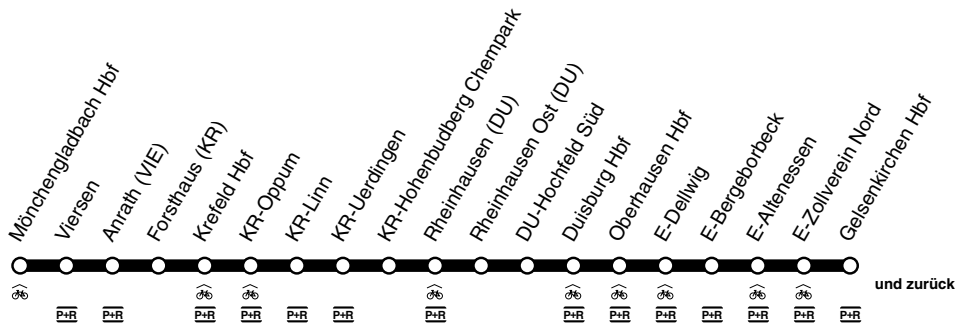 Mönchengladbach Hbf
Viersen
Anrath (VIE)
Forsthaus (KR)
Krefeld Hbf
KR-Oppum
KR-Linn
KR-Uerdingen
KR-Hohenbudberg Chempark
Rheinhausen (DU)
Rheinhausen Ost (DU)
DU-Hochfeld Süd
Duisburg Hbf
Oberhausen Hbf
E-Dellwig
E-Bergeborbeck
E-Altenessen
E-Zollverein Nord
Gelsenkirchen Hbf
und zurück
P+R P+R P+R P+R P+R P+R P+R P+R P+R P+R P+R P+R P+R P+R